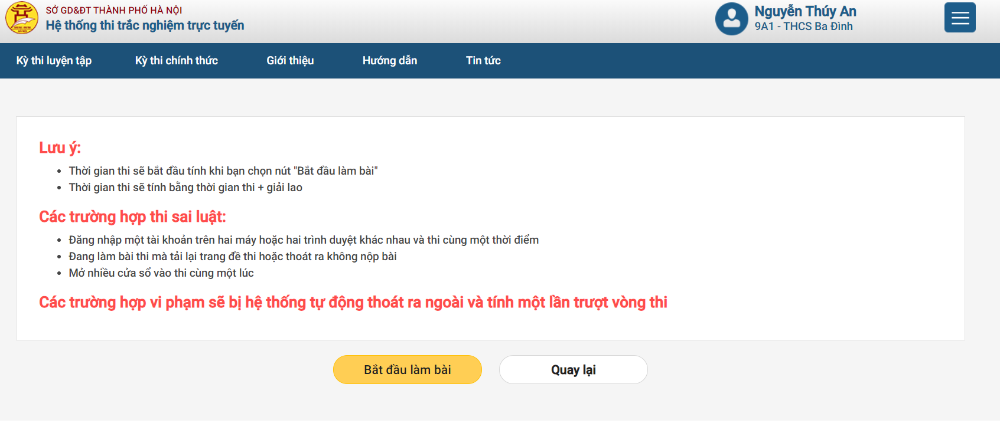 SỞ GD&ĐT THÀNH PHỐ HÀ NỘI
Hệ thống thi trắc nghiệm trực tuyến
Nguyễn Thúy An
9A1 - THCS Ba Đình
Kỳ thi luyện tập
Kỳ thi chính thức
Giới thiệu
Hướng dẫn
Tin tức
Lưu ý:
Thời gian thi sẽ bắt đầu tính khi bạn chọn nút "Bắt đầu làm bài"
Thời gian thi sẽ tính bằng thời gian thi + giải lao
Các trường hợp thi sai luật:
Đăng nhập một tài khoản trên hai máy hoặc hai trình duyệt khác nhau và thi cùng một thời điểm
Đang làm bài thi mà tải lại trang đề thi hoặc thoát ra không nộp bài
Mở nhiều cửa sổ vào thi cùng một lúc
Các trường hợp vi phạm sẽ bị hệ thống tự động thoát ra ngoài và tính một lần trượt vòng thi
Bắt đầu làm bài
Quay lại